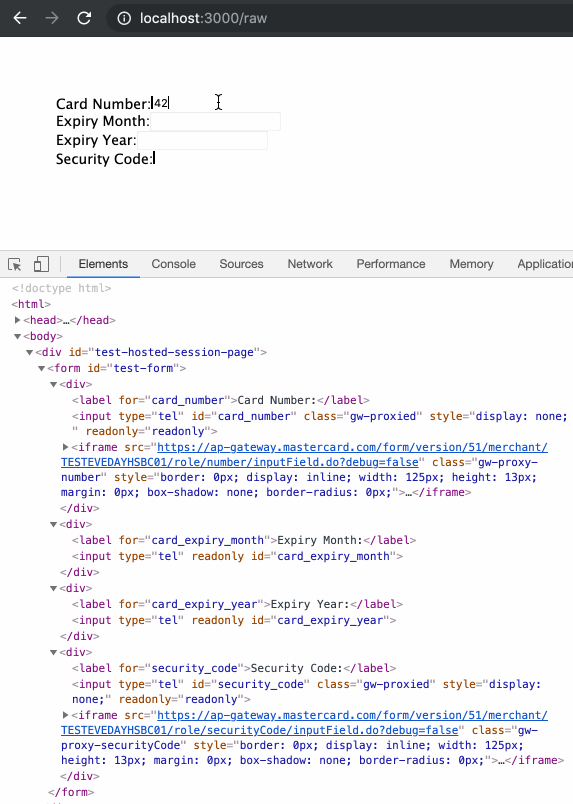 localhost:3000/raw
Card Number: 42
Expiry Month:
Expiry Year:
Security Code:
Elements Console Sources Network Performance Memory Application
<!doctype html>
<html>
<head>…</head>
<body>
<div id="test-hosted-session-page">
<form id="test-form">
<div>
<label for="card_number">Card Number:</label>
<input type="tel" id="card_number" class="gw-proxied" style="display: none;
" readonly="readonly">
<iframe src="https://ap-gateway.mastercard.com/form/version/51/merchant/
TESTEVEDAYHSBC01/role/number/inputField.do?debug=false" class="gw-proxy-
number" style="border: 0px; display: inline; width: 125px; height: 13px;
margin: 0px; box-shadow: none; border-radius: 0px;">…</iframe>
</div>
<div>
<label for="card_expiry_month">Expiry Month:</label>
<input type="tel" readonly id="card_expiry_month">
</div>
<div>
<label for="card_expiry_year">Expiry Year:</label>
<input type="tel" readonly id="card_expiry_year">
</div>
<div>
<label for="security_code">Security Code:</label>
<input type="tel" id="security_code" class="gw-proxied" style="display:
none;" readonly="readonly">
<iframe src="https://ap-gateway.mastercard.com/form/version/51/merchant/
TESTEVEDAYHSBC01/role/securityCode/inputField.do?debug=false" class="gw-
proxy-securityCode" style="border: 0px; display: inline; width: 125px;
height: 13px; margin: 0px; box-shadow: none; border-radius: 0px;">…</iframe>
</div>
</form>